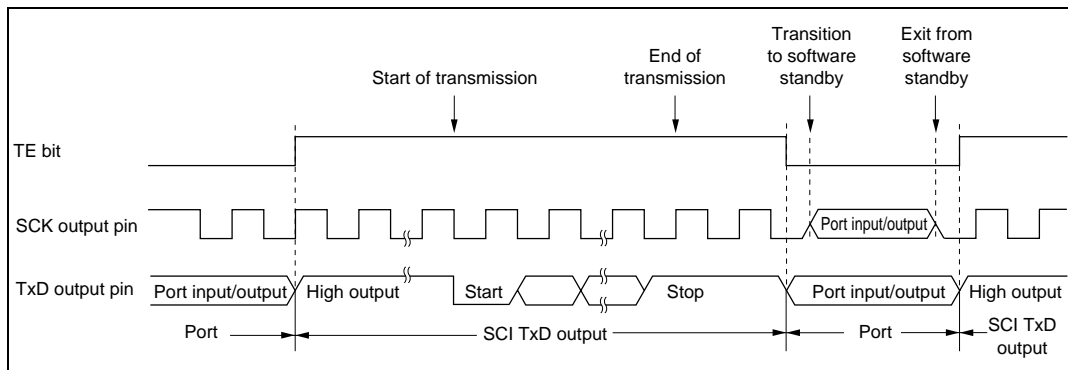 Start of transmission
End of
transmission
Transition
to software
standby
Exit from
software
standby
TE bit
SCK output pin
Port input/output
TxD output pin
Port input/output
High output
Start
Stop
Port input/output
High output
Port
SCI TxD output
Port
SCI TxD
output